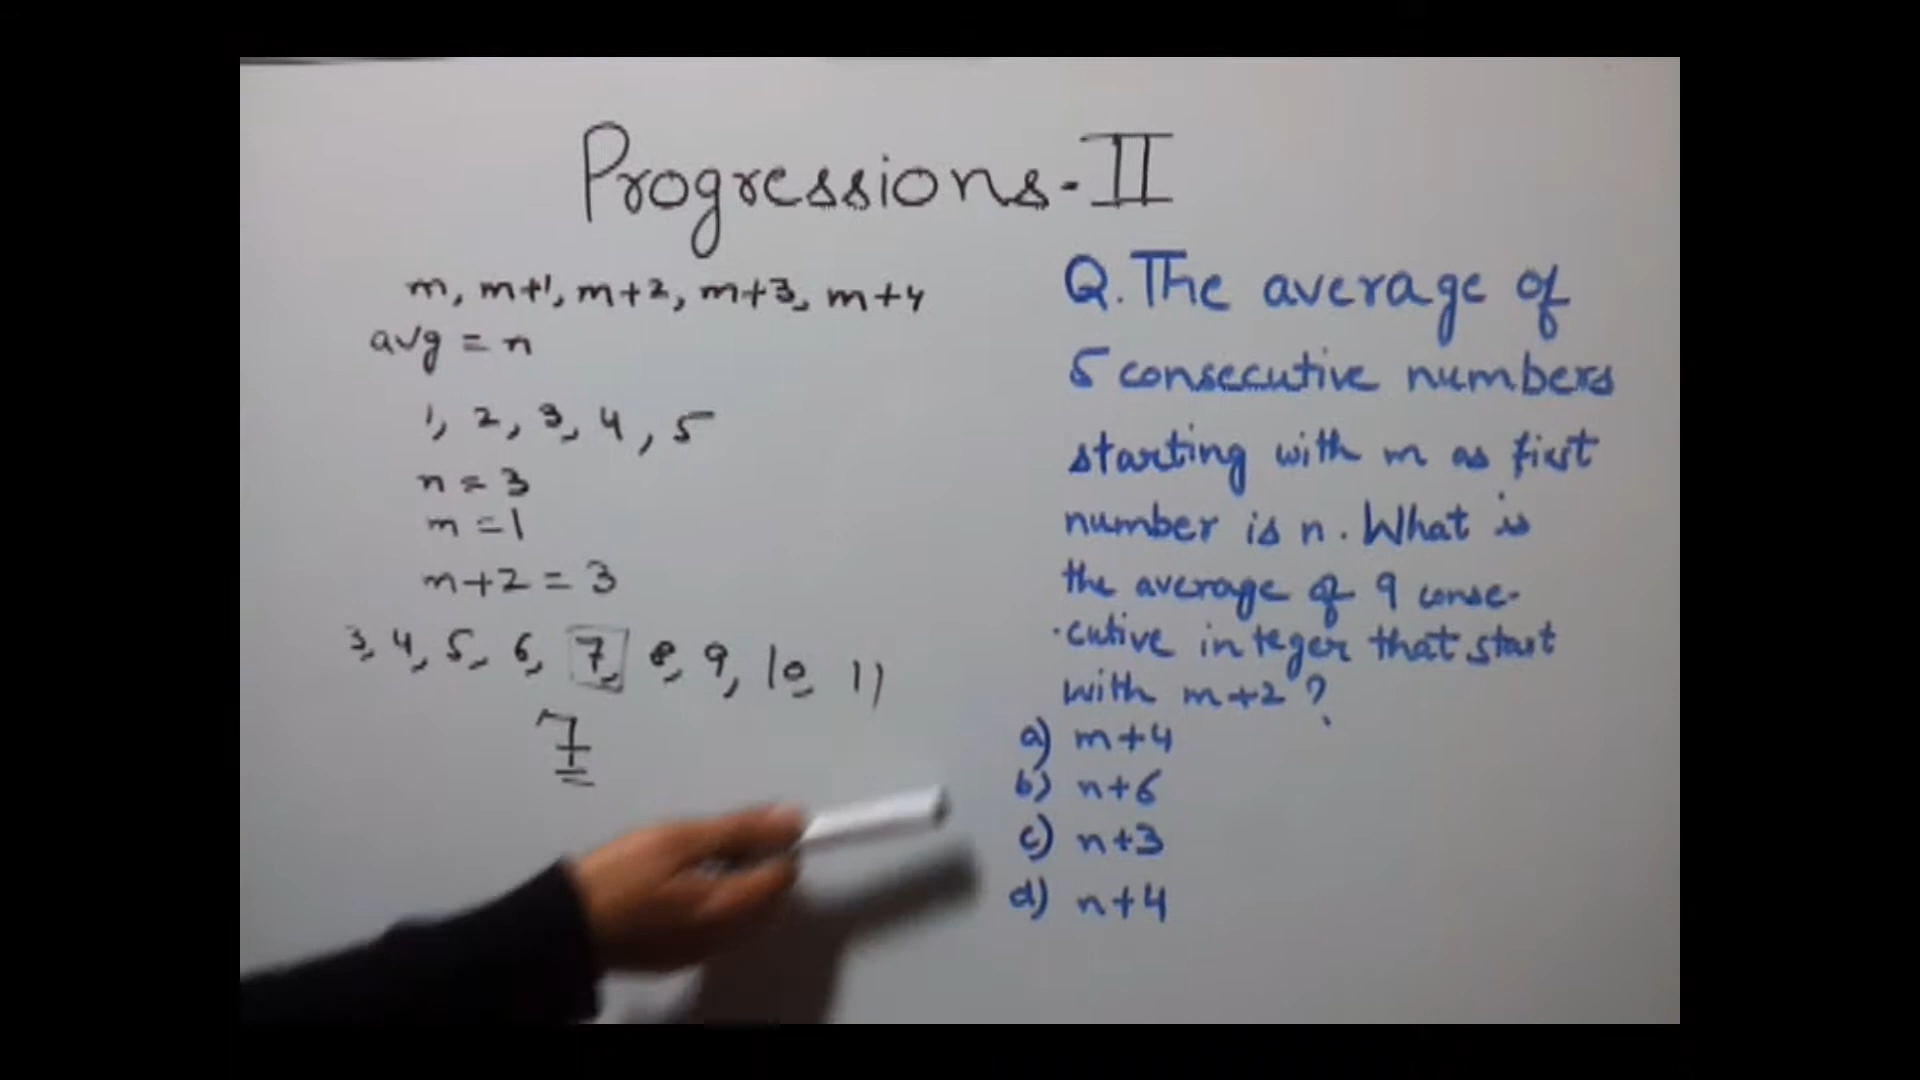 Progressions-II
m, m+1, m+2, m+3, m+4
avg = n
1, 2, 3, 4, 5
n = 3
m = 1
m+2 = 3
3, 4, 5, 6, 7, 8, 9, 10, 11
7
Q. The average of
5 consecutive numbers
starting with m as first
number is n. What is
the average of 9 conse-
cutive integer that start
with m+2 ?
a) m+4
b) n+6
c) n+3
d) n+4